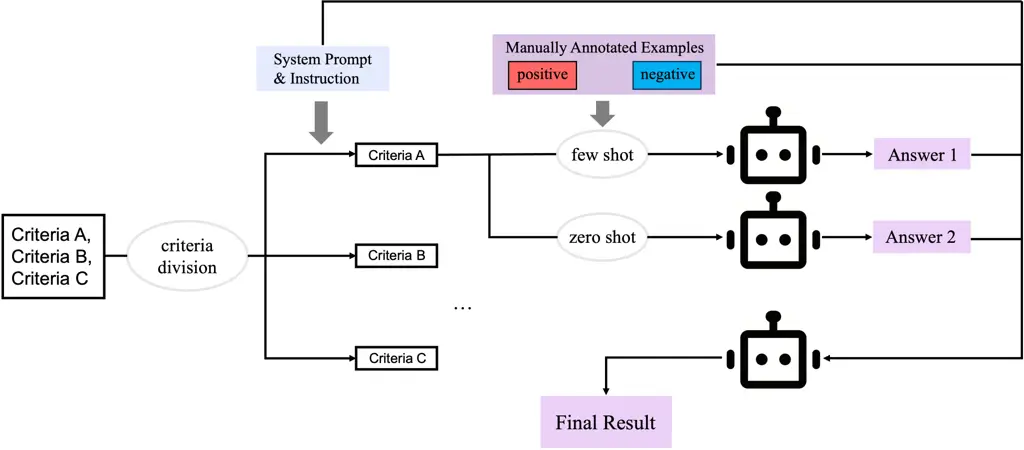 System Prompt
& Instruction
Manually Annotated Examples
positive
negative
Criteria A
few shot
Answer 1
Criteria A,
Criteria B,
Criteria C
criteria
division
zero shot
Answer 2
Criteria B
...
Criteria C
Final Result